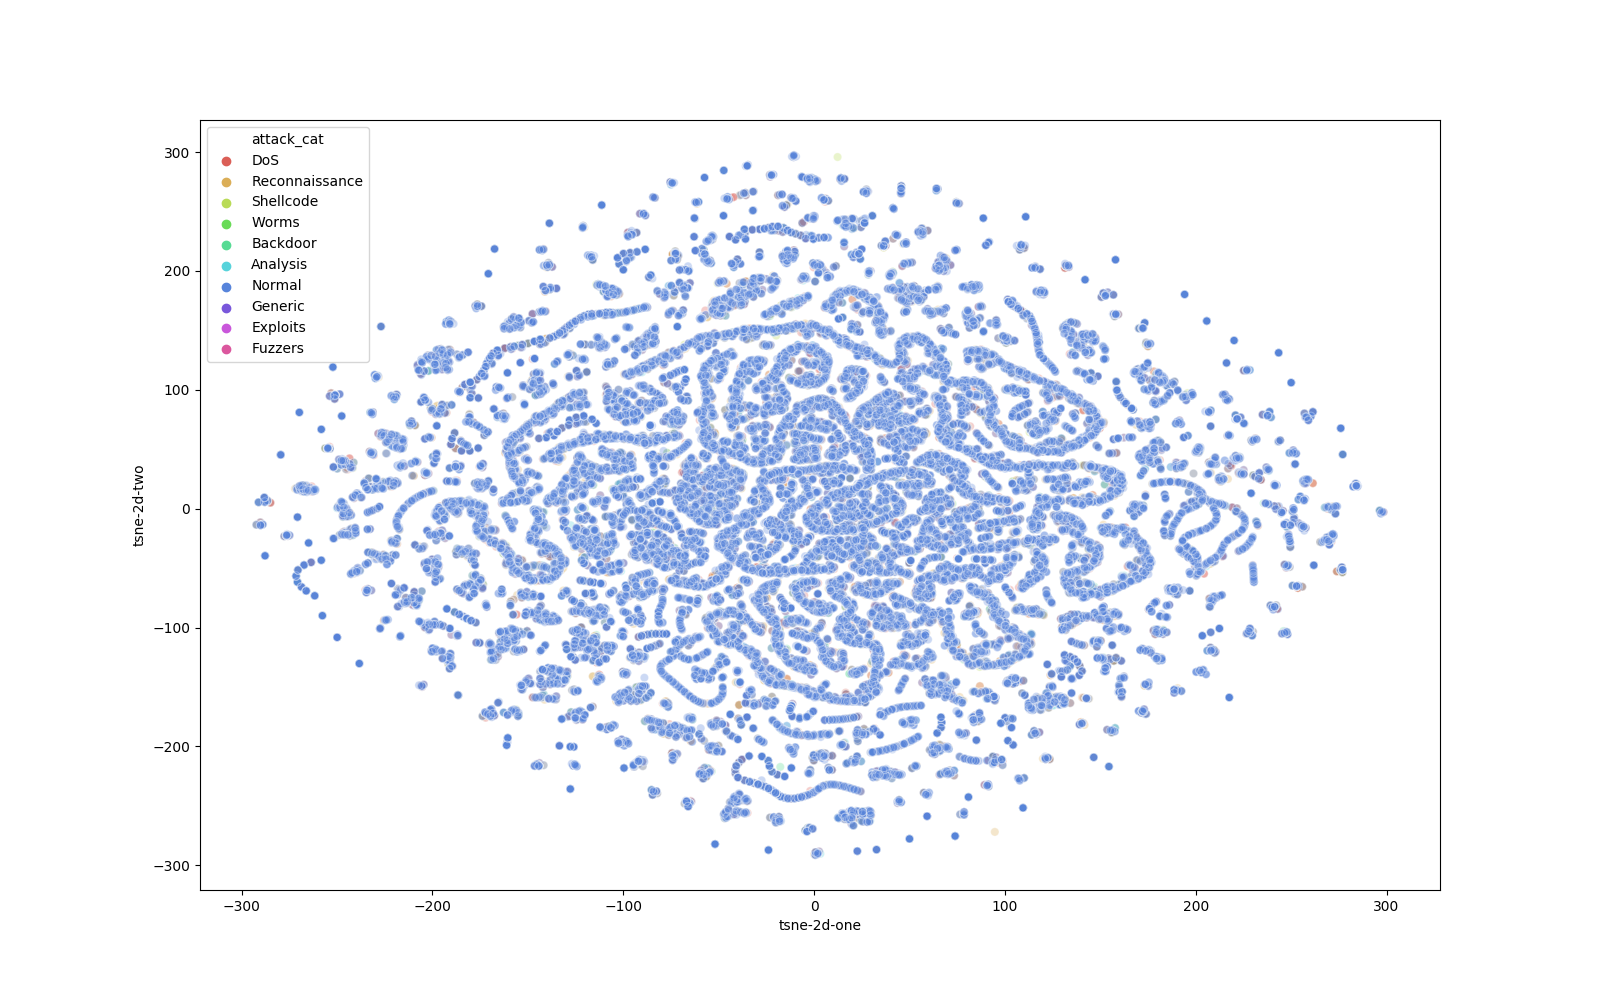 attack_cat
DoS
Reconnaissance
Shellcode
Worms
Backdoor
Analysis
Normal
Generic
Exploits
Fuzzers
300
200
100
0
−100
−200
−300
tsne-2d-two
−300
−200
−100
0
100
200
300
tsne-2d-one